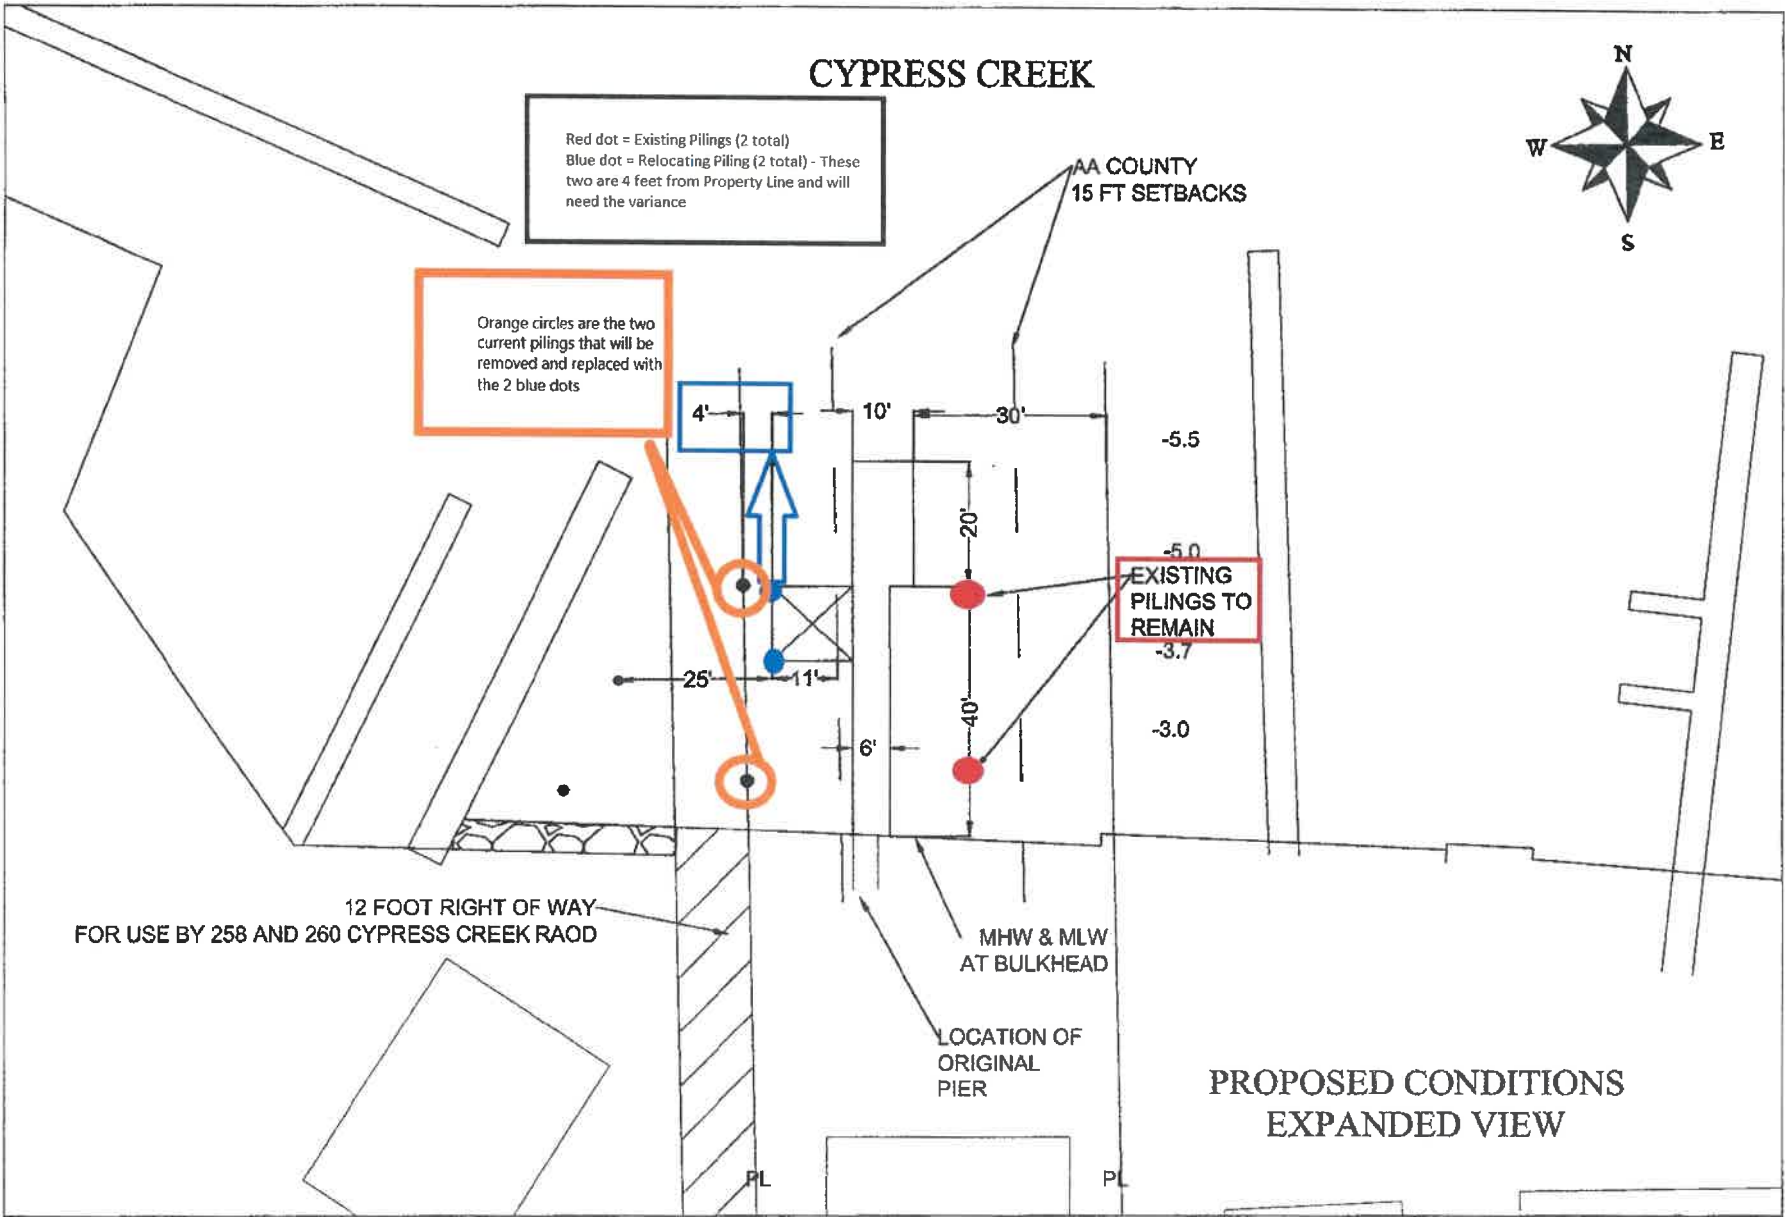 CYPRESS CREEK
N
W
E
S
Red dot = Existing Pilings (2 total)
Blue dot = Relocating Piling (2 total) - These
two are 4 feet from Property Line and will
need the variance
AA COUNTY
15 FT SETBACKS
Orange circles are the two
current pilings that will be
removed and replaced with
the 2 blue dots
4'
10'
30'
-5.5
20'
-5.0
EXISTING
PILINGS TO
REMAIN
-3.7
25'
11'
40'
6'
-3.0
12 FOOT RIGHT OF WAY
FOR USE BY 258 AND 260 CYPRESS CREEK RAOD
MHW & MLW
AT BULKHEAD
LOCATION OF
ORIGINAL
PIER
PROPOSED CONDITIONS
EXPANDED VIEW
PL
PL